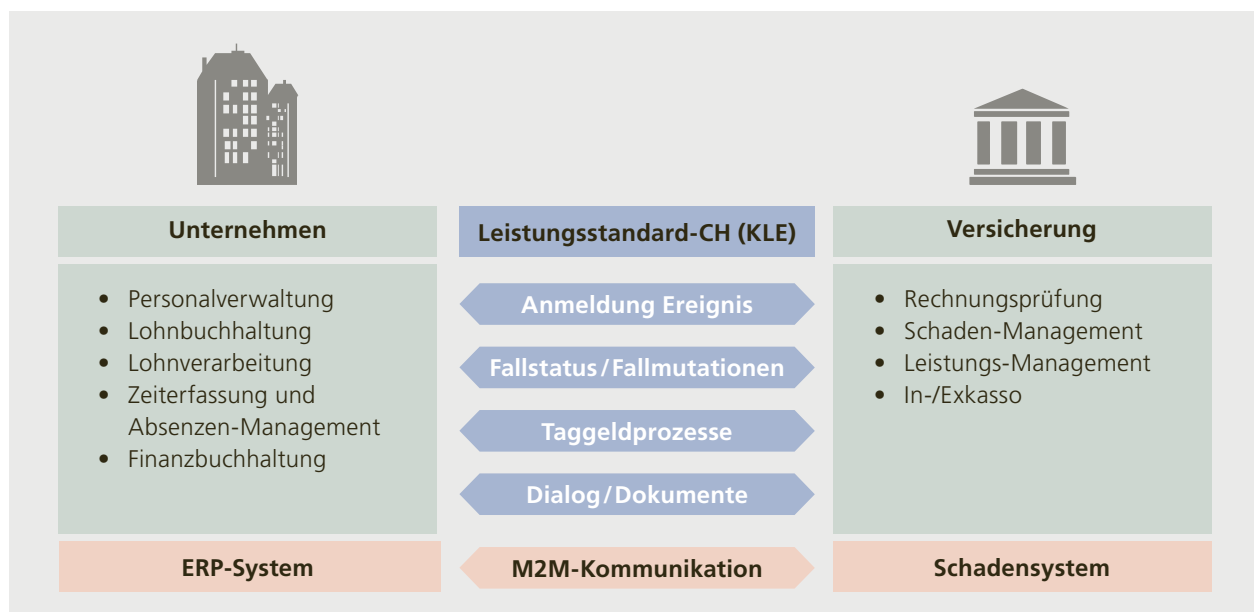 Unternehmen
• Personalverwaltung
• Lohnbuchhaltung
• Lohnverarbeitung
• Zeiterfassung und
Absenzen-Management
• Finanzbuchhaltung
ERP-System
Leistungsstandard-CH (KLE)
Anmeldung Ereignis
Fallstatus/Fallmutationen
Taggeldprozesse
Dialog/Dokumente
M2M-Kommunikation
Versicherung
• Rechnungsprüfung
• Schaden-Management
• Leistungs-Management
• In-/Exkasso
Schadensystem